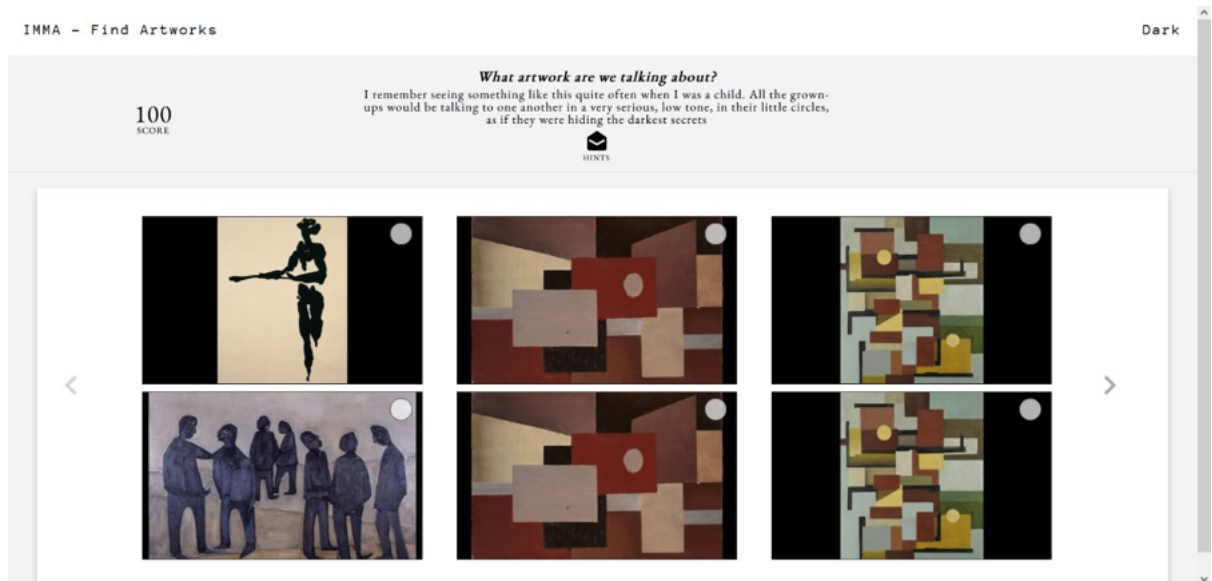 IMMA – Find Artworks
Dark
What artwork are we talking about?
I remember seeing something like this quite often when I was a child. All the grown-
ups would be talking to one another in a very serious, low tone, in their little circles,
as if they were hiding the darkest secrets
100
SCORE
HINTS